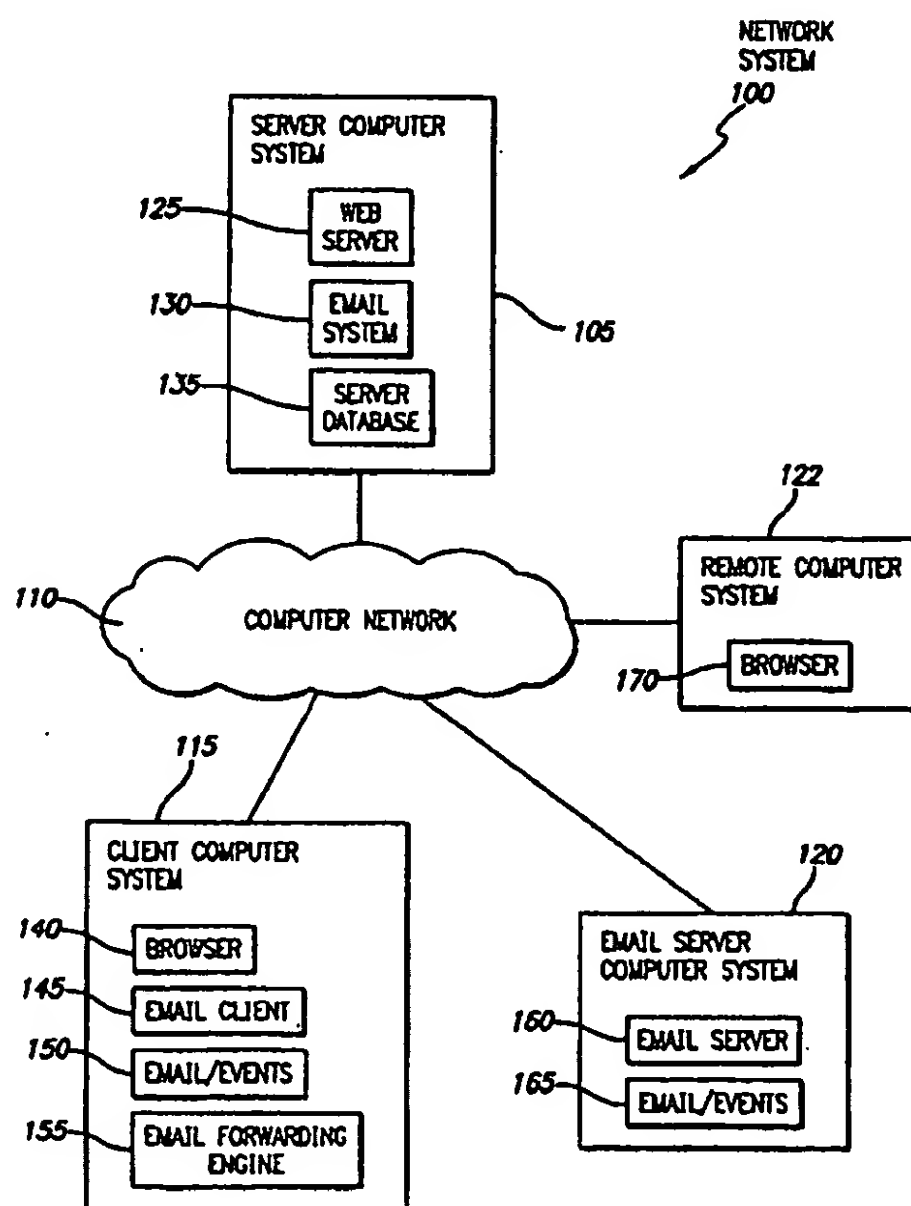 NETWORK
SYSTEM
100
SERVER COMPUTER
SYSTEM
125
WEB
SERVER
130
EMAIL
SYSTEM
105
135
SERVER
DATABASE
122
REMOTE COMPUTER
SYSTEM
110
COMPUTER NETWORK
170
BROWSER
115
CLIENT COMPUTER
SYSTEM
120
140
BROWSER
EMAIL SERVER
COMPUTER SYSTEM
145
EMAIL CLIENT
160
EMAIL SERVER
150
EMAIL/EVENTS
165
EMAIL/EVENTS
155
EMAIL FORWARDING
ENGINE